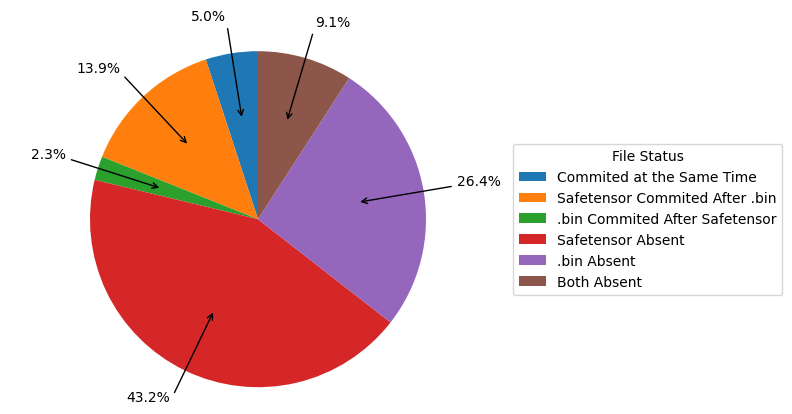 5.0%
9.1%
13.9%
2.3%
26.4%
43.2%
File Status
Commited at the Same Time
Safetensor Commited After .bin
.bin Commited After Safetensor
Safetensor Absent
.bin Absent
Both Absent